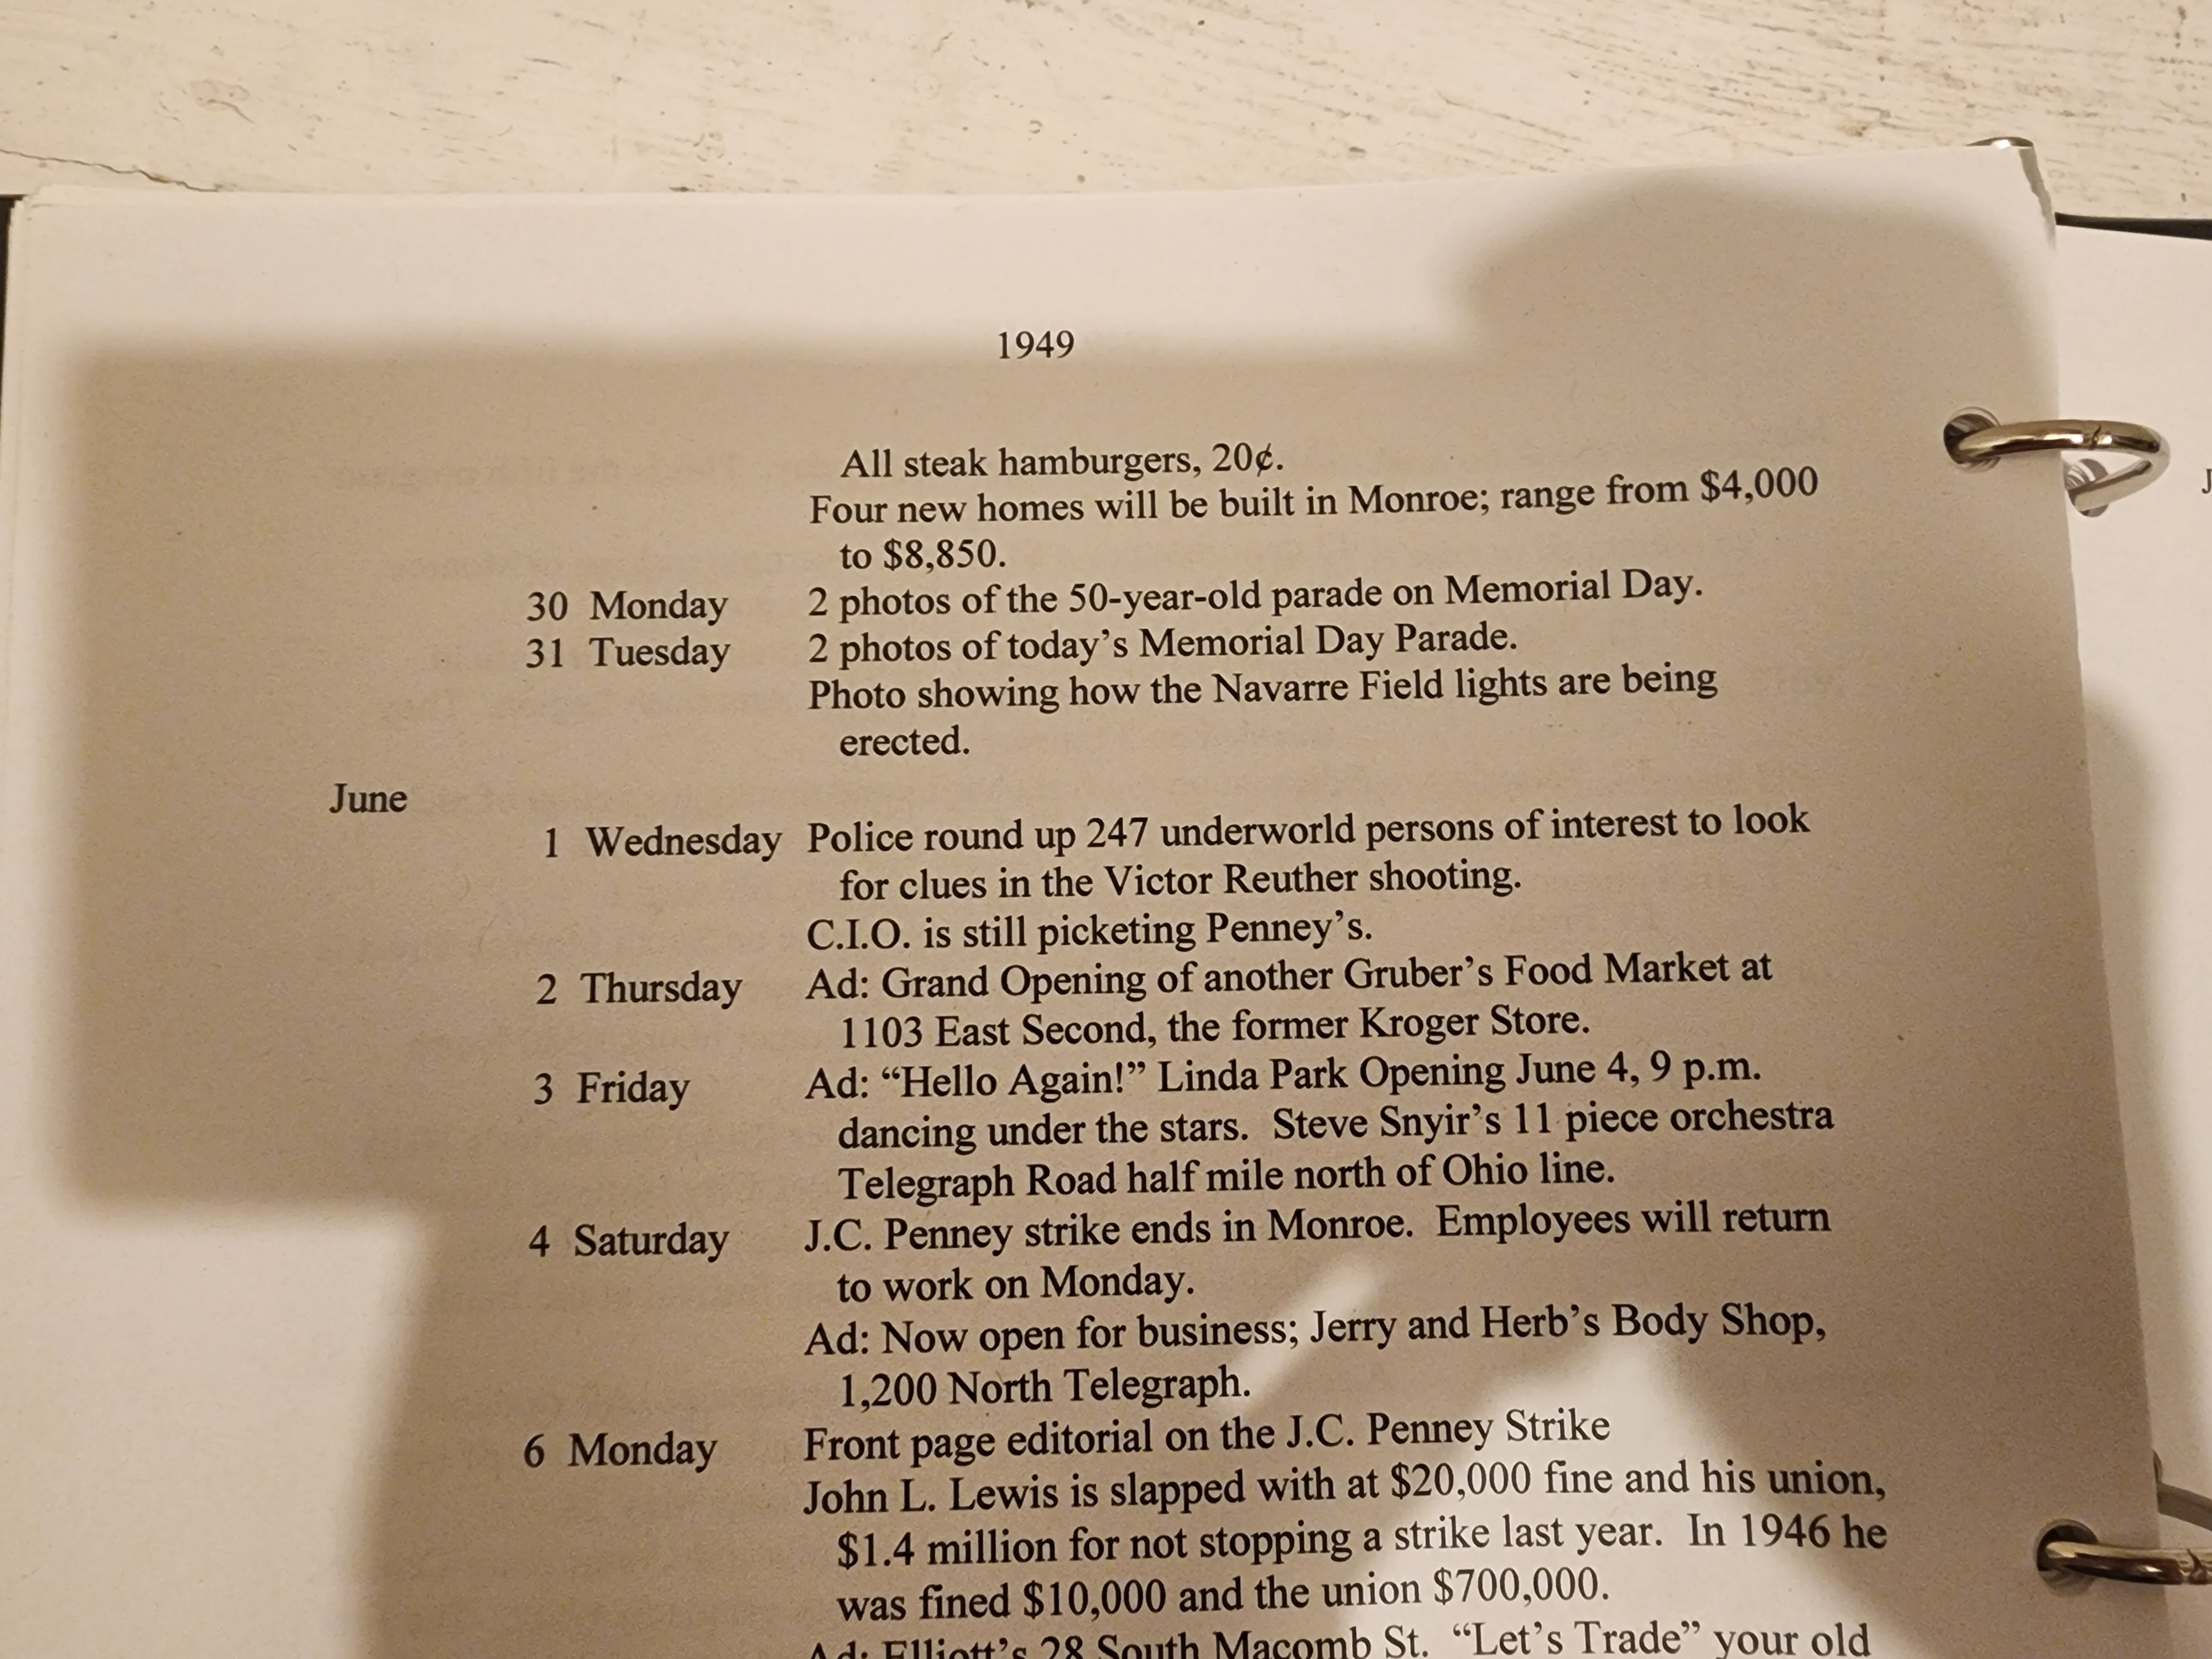 1949
All steak hamburgers, 20¢.
Four new homes will be built in Monroe; range from $4,000
to $8,850.
30 Monday 2 photos of the 50-year-old parade on Memorial Day.
31 Tuesday 2 photos of today's Memorial Day Parade.
Photo showing how the Navarre Field lights are being
erected.
June
1 Wednesday Police round up 247 underworld persons of interest to look
for clues in the Victor Reuther shooting.
C.I.O. is still picketing Penney's.
2 Thursday Ad: Grand Opening of another Gruber's Food Market at
1103 East Second, the former Kroger Store.
3 Friday Ad: “Hello Again!” Linda Park Opening June 4, 9 p.m.
dancing under the stars. Steve Snyir's 11 piece orchestra
Telegraph Road half mile north of Ohio line.
4 Saturday J.C. Penney strike ends in Monroe. Employees will return
to work on Monday.
Ad: Now open for business; Jerry and Herb's Body Shop,
1,200 North Telegraph.
6 Monday Front page editorial on the J.C. Penney Strike
John L. Lewis is slapped with at $20,000 fine and his union,
$1.4 million for not stopping a strike last year. In 1946 he
was fined $10,000 and the union $700,000.
Ad: Elliott's 28 South Macomb St. “Let's Trade” your old